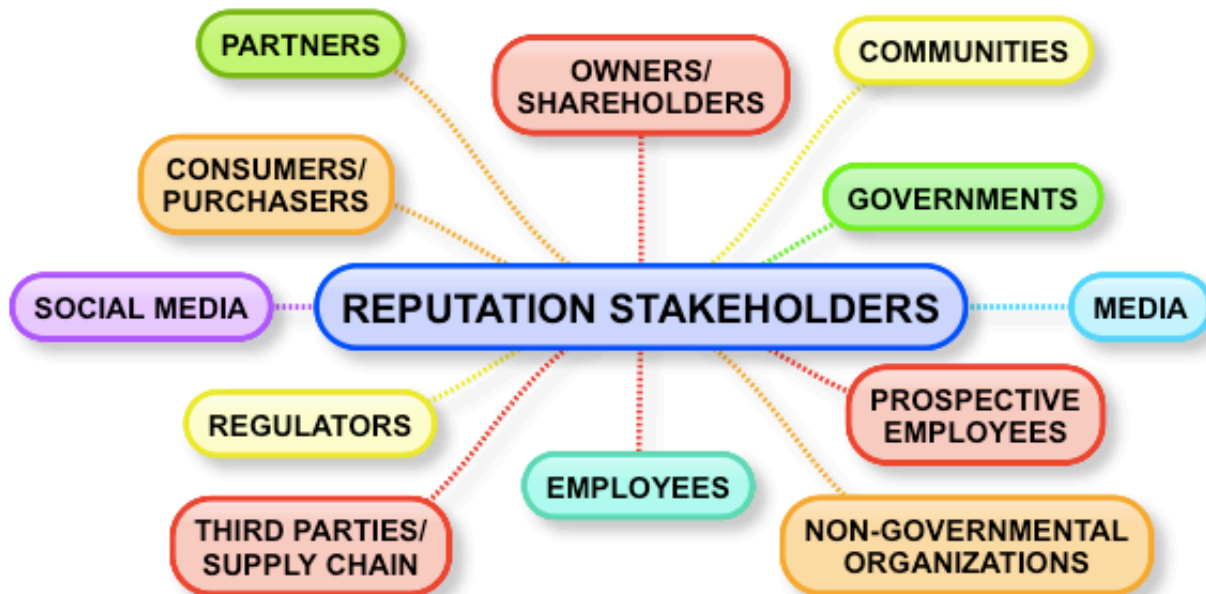 PARTNERS
OWNERS/
SHAREHOLDERS
COMMUNITIES
CONSUMERS/
PURCHASERS
GOVERNMENTS
SOCIAL MEDIA
REPUTATION STAKEHOLDERS
MEDIA
REGULATORS
PROSPECTIVE
EMPLOYEES
THIRD PARTIES/
SUPPLY CHAIN
EMPLOYEES
NON-GOVERNMENTAL
ORGANIZATIONS